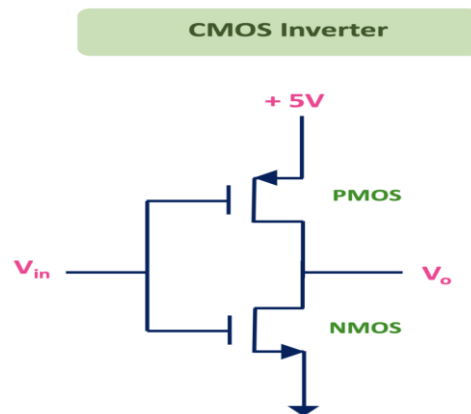 CMOS Inverter
+ 5V
PMOS
Vin
Vo
NMOS